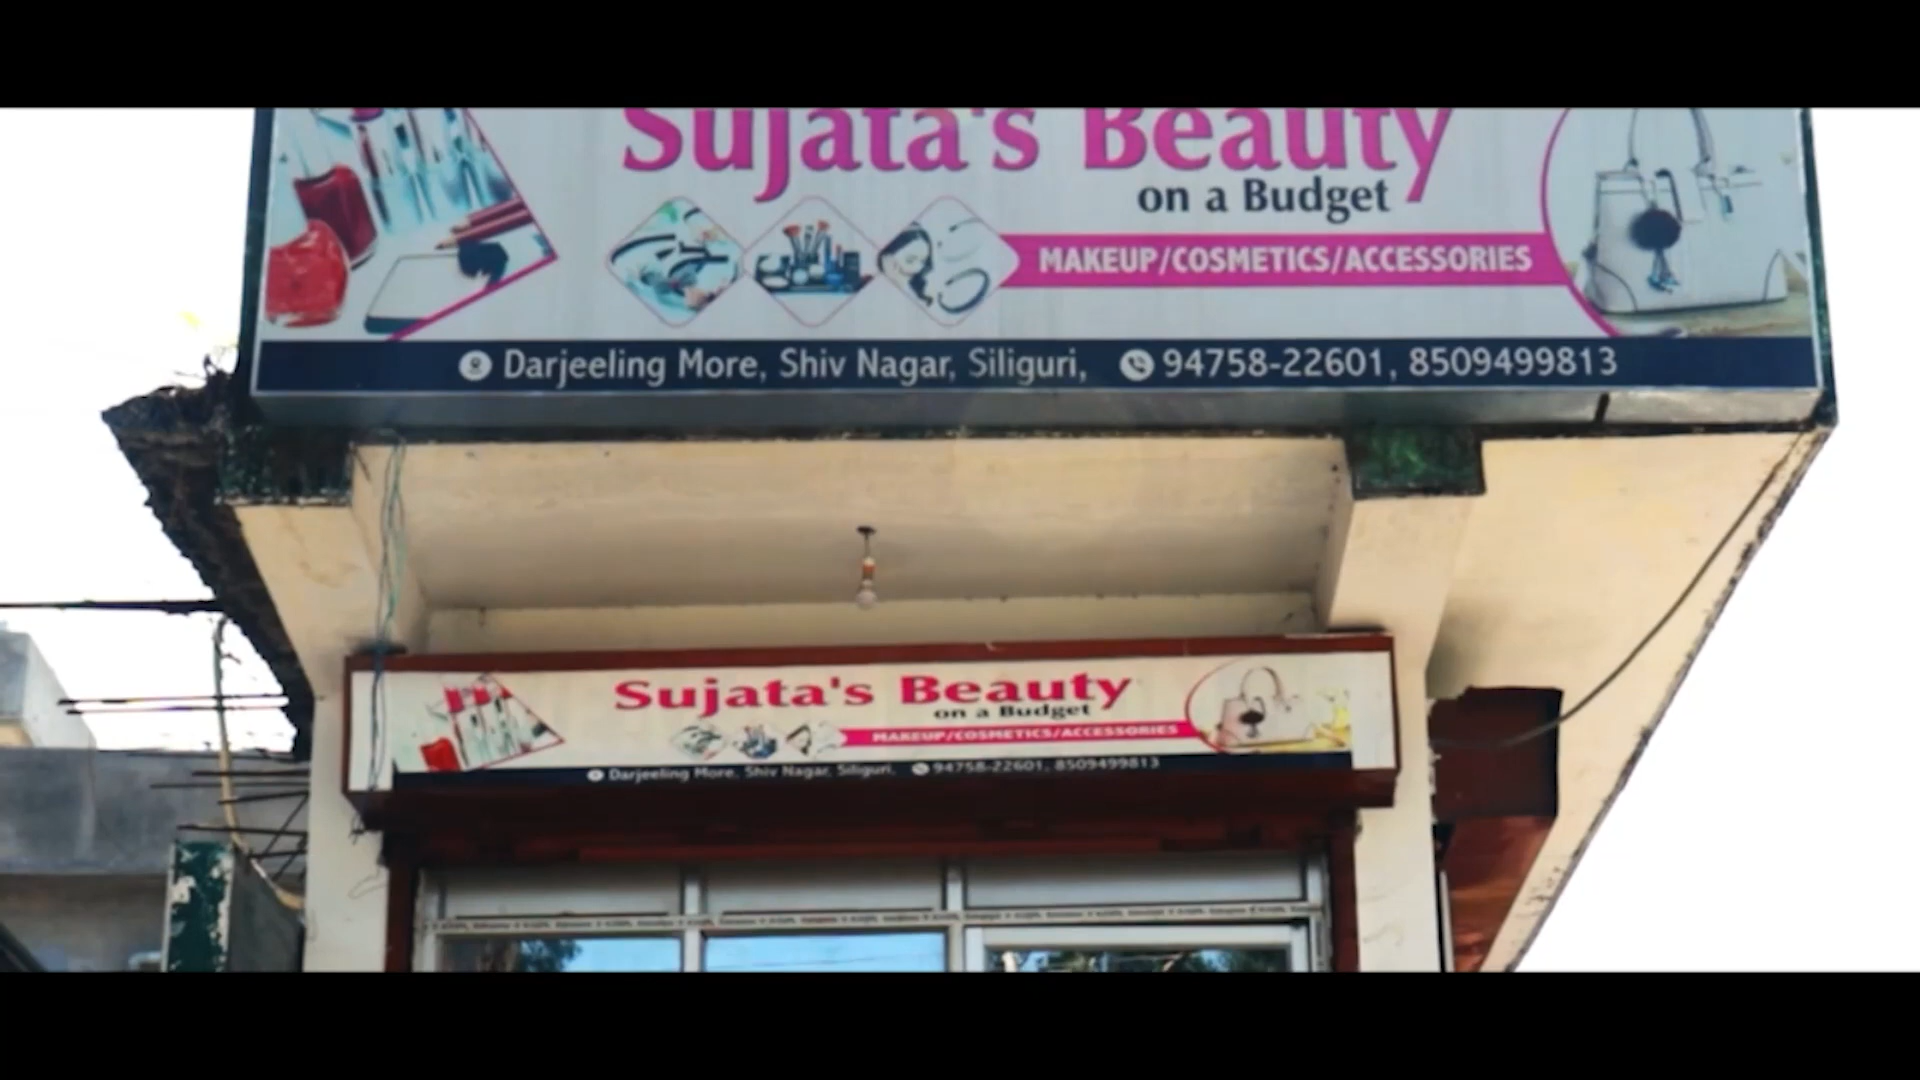 Sujata's Beauty
on a Budget
MAKEUP/COSMETICS/ACCESSORIES
Darjeeling More, Shiv Nagar, Siliguri, 94758-22601, 8509499813
Sujata's Beauty
on a Budget
MAKEUP/COSMETICS/ACCESSORIES
Darjeeling More, Shiv Nagar, Siliguri, 94758-22601, 8509499813